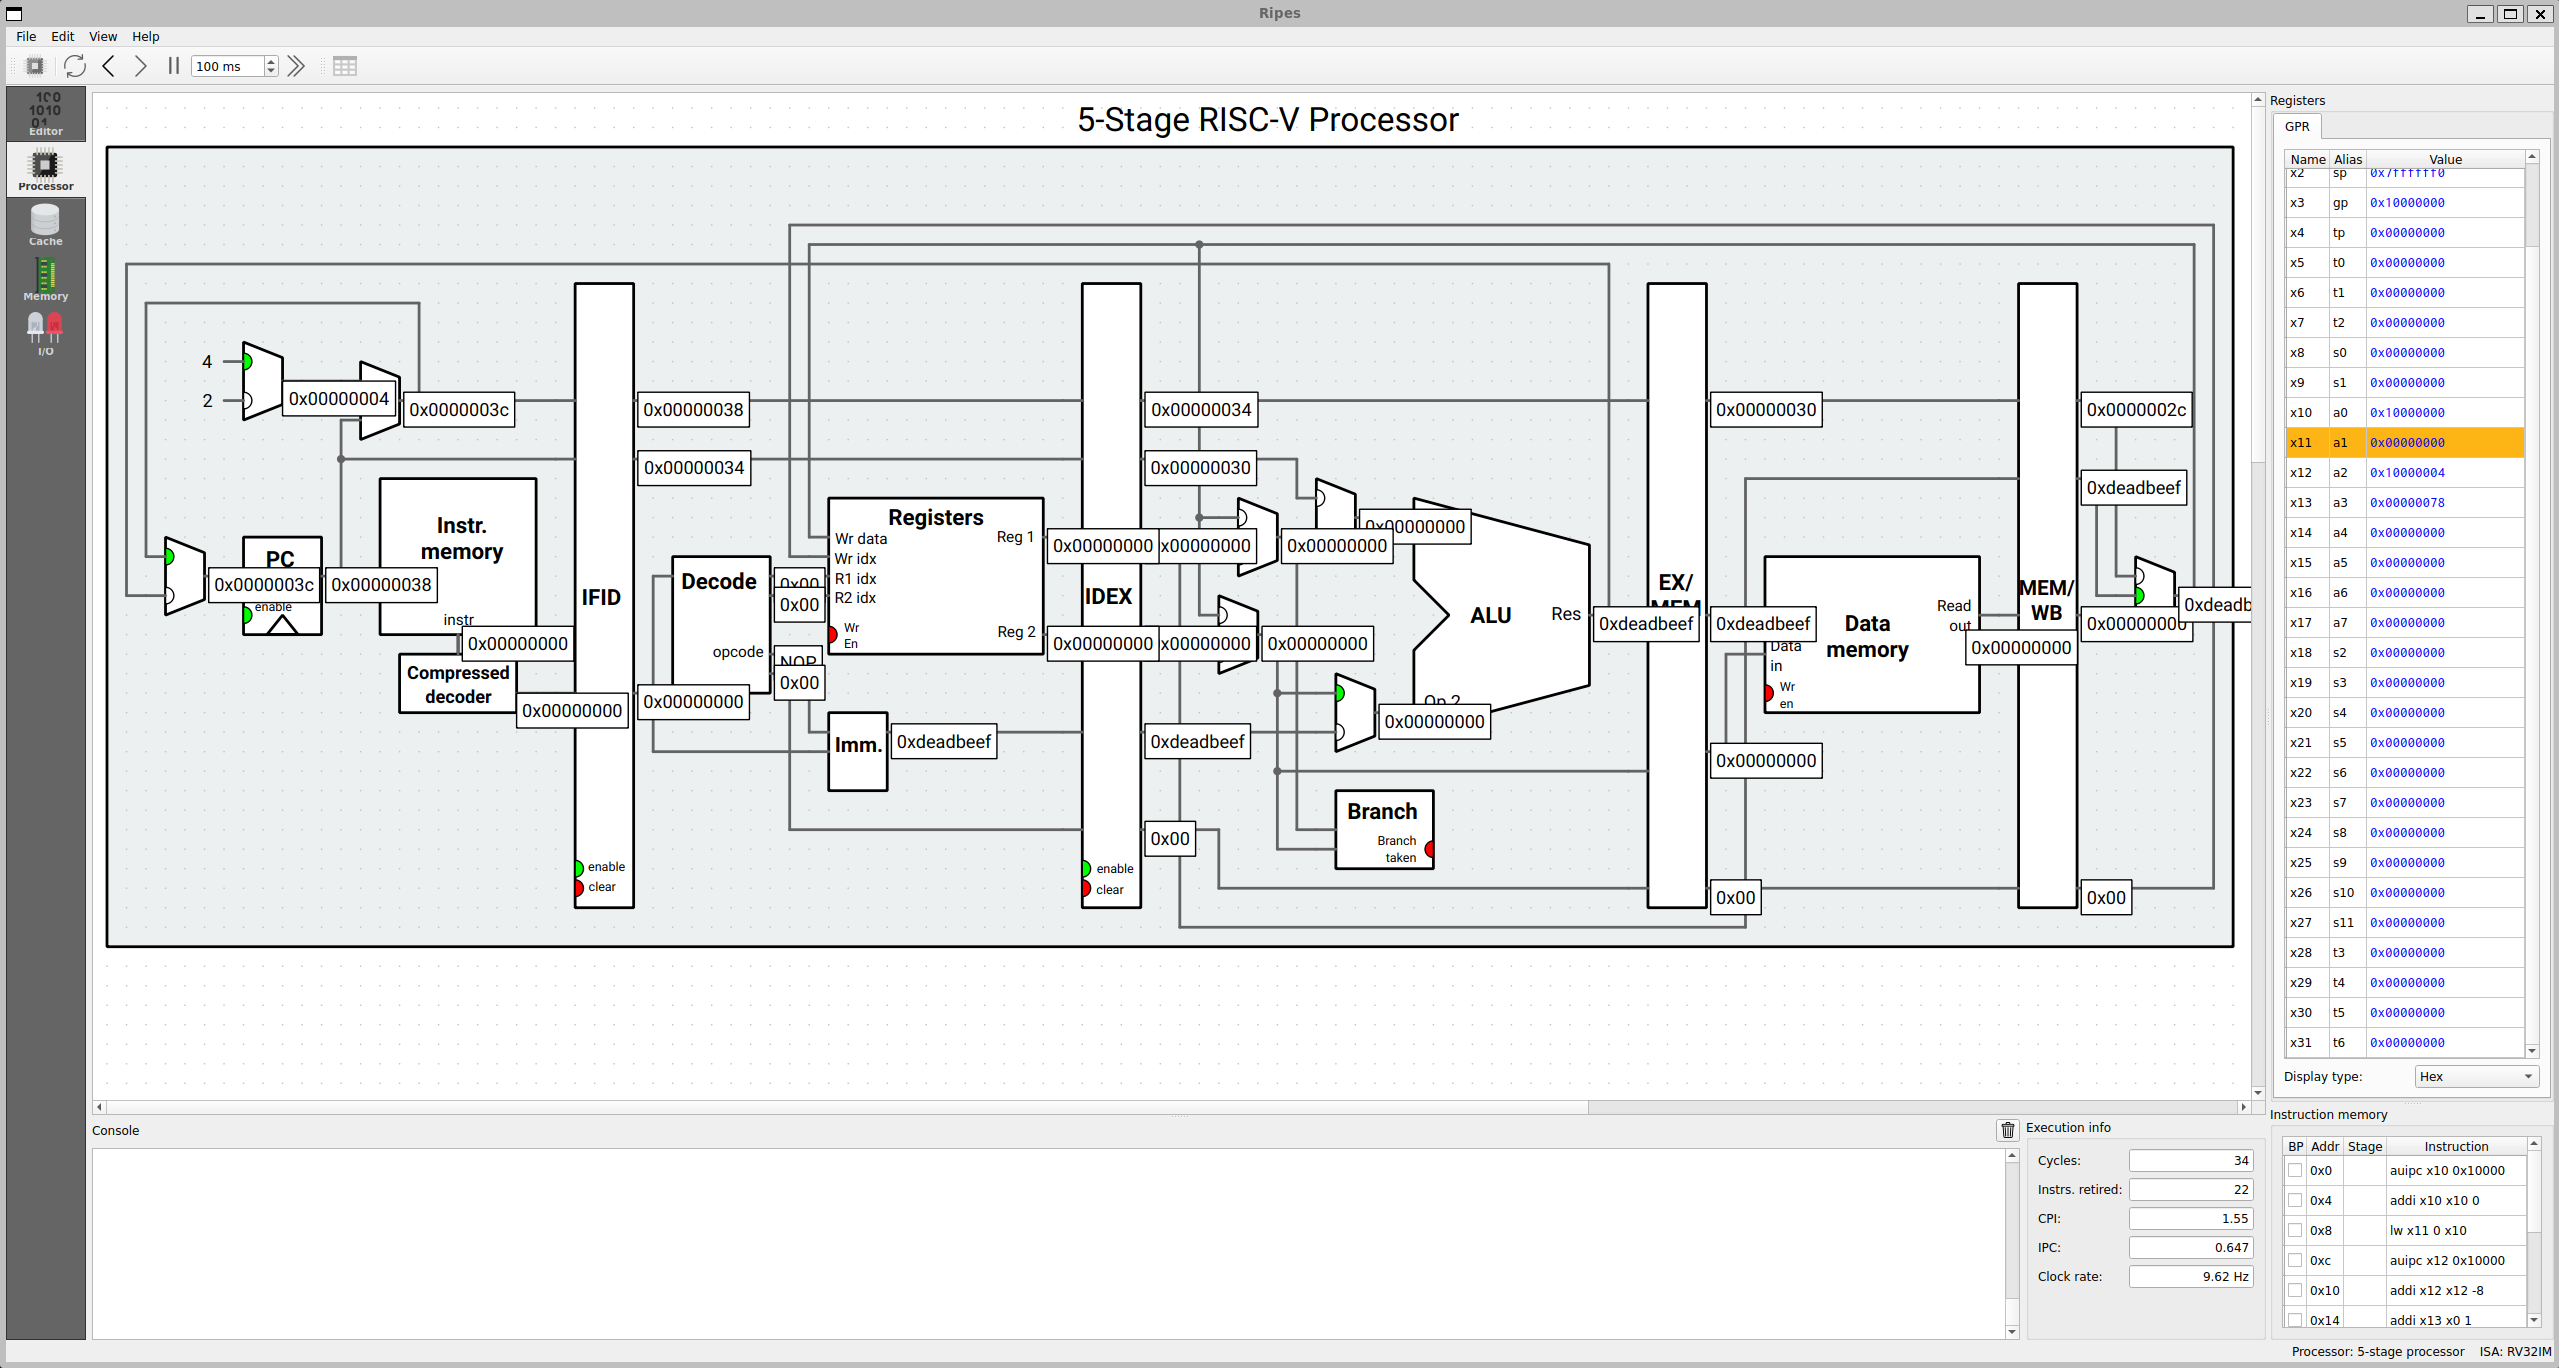 Ripes
File Edit View Help
100 ms
Editor
Processor
Cache
Memory
I/O
5-Stage RISC-V Processor
4
2
0x00000004
0x0000003c
0x00000038
0x00000034
0x00000034
0x00000030
0x00000030
0x0000002c
0xdeadbeef
PC
enable
0x0000003c
0x00000038
Instr.
memory
instr
0x00000000
Compressed
decoder
0x00000000
IFID
enable
clear
0x00000000
Decode
opcode
0x00
0x00
NOP
0x00
Registers
Wr data
Wr idx
R1 idx
R2 idx
Wr
En
Reg 1
Reg 2
0x00000000
0x00000000
Imm.
0xdeadbeef
IDEX
enable
clear
x00000000
x00000000
0xdeadbeef
0x00
0x00000000
0x00000000
0x00000000
0x00000000
ALU
Op 2
Res
0xdeadbeef
Branch
Branch
taken
EX/
MEM
0xdeadbeef
0x00000000
0x00
Data
memory
Data
in
Wr
en
Read
out
0x00000000
MEM/
WB
0x00000000
0x00
0xdeadb
Registers
GPR
Name Alias Value
x2 sp 0x7ffffff0
x3 gp 0x10000000
x4 tp 0x00000000
x5 t0 0x00000000
x6 t1 0x00000000
x7 t2 0x00000000
x8 s0 0x00000000
x9 s1 0x00000000
x10 a0 0x10000000
x11 a1 0x00000000
x12 a2 0x10000004
x13 a3 0x00000078
x14 a4 0x00000000
x15 a5 0x00000000
x16 a6 0x00000000
x17 a7 0x00000000
x18 s2 0x00000000
x19 s3 0x00000000
x20 s4 0x00000000
x21 s5 0x00000000
x22 s6 0x00000000
x23 s7 0x00000000
x24 s8 0x00000000
x25 s9 0x00000000
x26 s10 0x00000000
x27 s11 0x00000000
x28 t3 0x00000000
x29 t4 0x00000000
x30 t5 0x00000000
x31 t6 0x00000000
Display type: Hex
Console
Execution info
Cycles: 34
Instrs. retired: 22
CPI: 1.55
IPC: 0.647
Clock rate: 9.62 Hz
Instruction memory
BP Addr Stage Instruction
0x0 auipc x10 0x10000
0x4 addi x10 x10 0
0x8 lw x11 0 x10
0xc auipc x12 0x10000
0x10 addi x12 x12 -8
0x14 addi x13 x0 1
Processor: 5-stage processor ISA: RV32IM